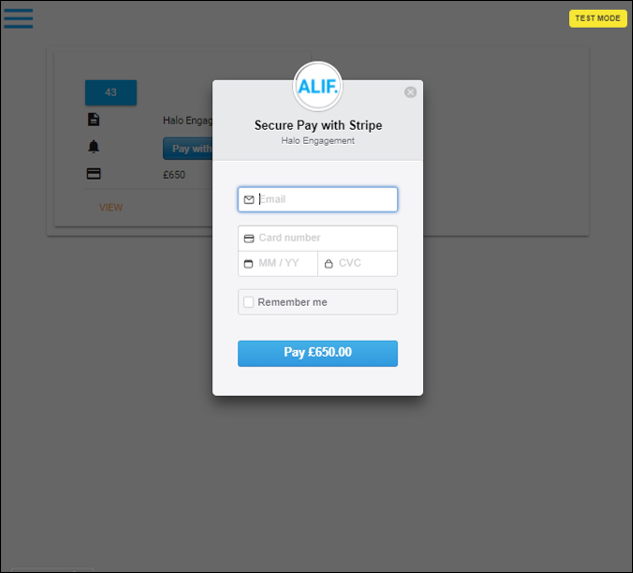 TEST MODE
ALIF.
Secure Pay with Stripe
Halo Engagement
43
Halo Engag
Pay with
£650
VIEW
Email
Card number
MM / YY
CVC
Remember me
Pay £650.00